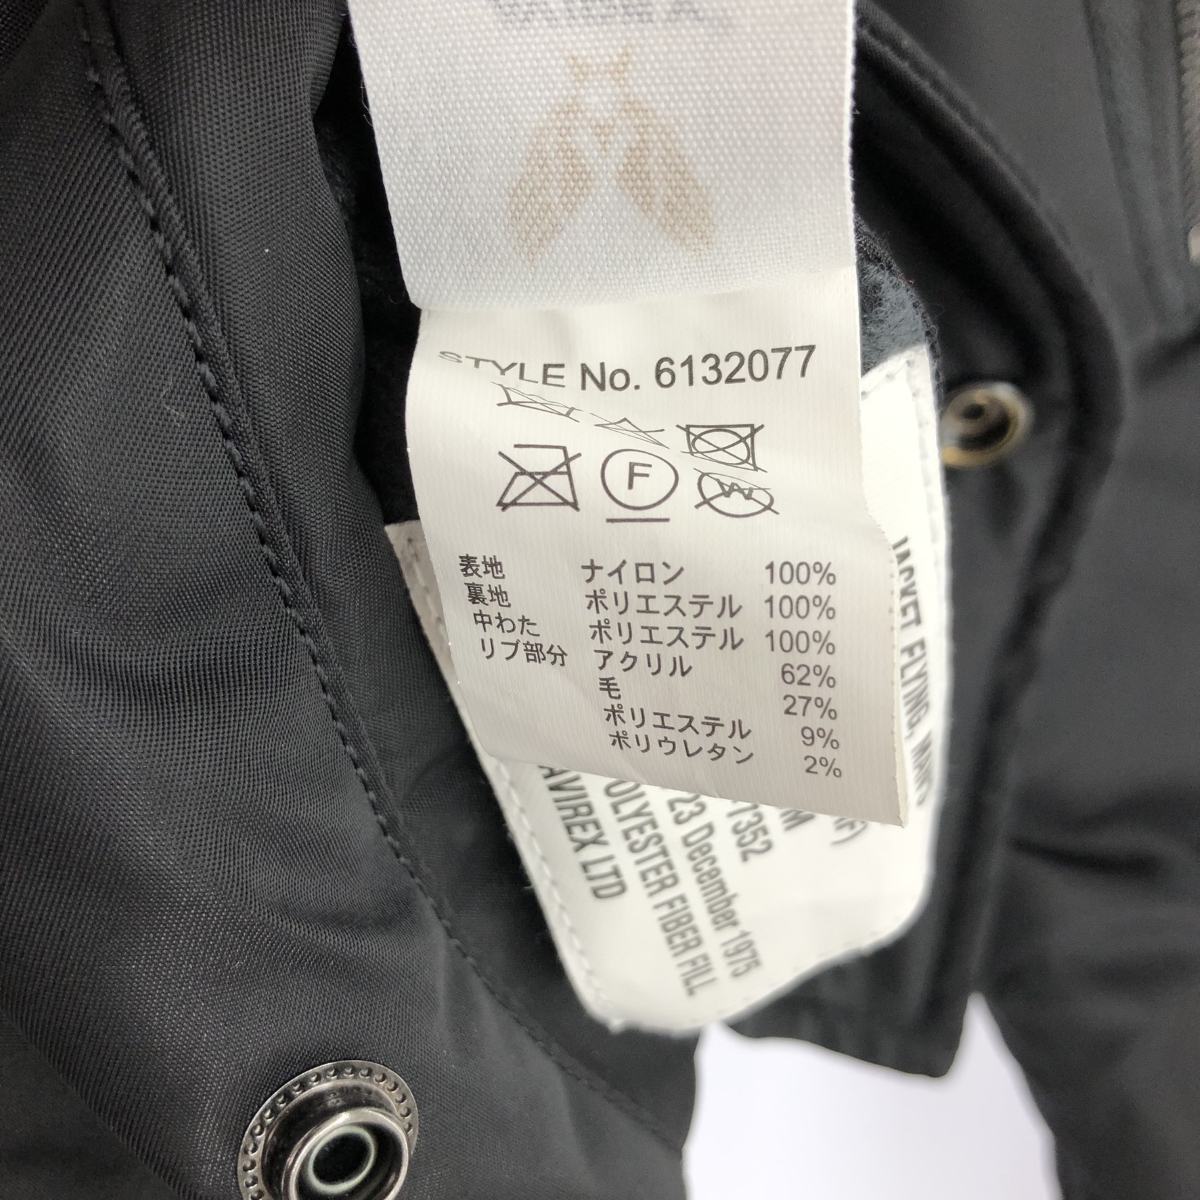 STYLE No. 6132077
F
W
表地 ナイロン 100%
裏地 ポリエステル 100%
中わた ポリエステル 100%
リブ部分 アクリル 62%
毛 27%
ポリエステル 9%
ポリウレタン 2%
JACKET FLYING, MAN'S
23 December 1975
POLYESTER FIBER FILL
AVIREX LTD